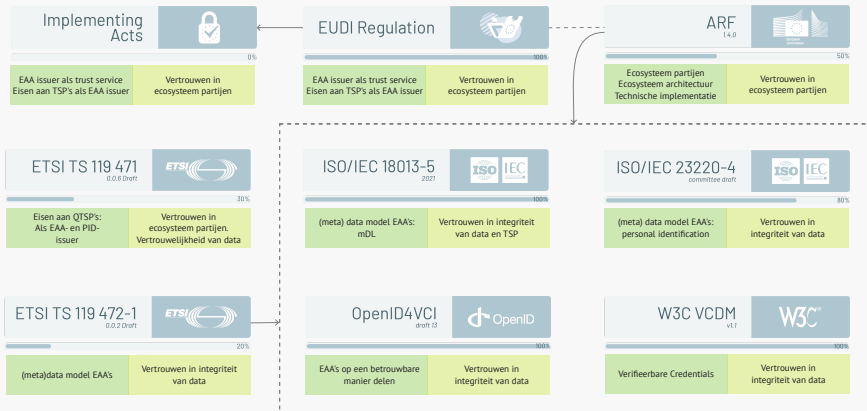 Implementing
Acts
0%
EAA issuer als trust service
Eisen aan TSP's als EAA issuer
Vertrouwen in
ecosysteem partijen
EUDI Regulation
100%
EAA issuer als trust service
Eisen aan TSP's als EAA issuer
Vertrouwen in
ecosysteem partijen
ARF
1.4.0
50%
Ecosysteem partijen
Ecosysteem architectuur
Technische implementatie
Vertrouwen in
ecosysteem partijen
ETSI TS 119 471
0.0.6 Draft
ETSI
30%
Eisen aan QTSP's:
Als EAA- en PID-
issuer
Vertrouwen in
ecosysteem partijen.
Vertrouwelijkheid van data
ISO/IEC 18013-5
2021
ISO IEC
100%
(meta) data model EAA's:
mDL
Vertrouwen in integriteit
van data en TSP
ISO/IEC 23220-4
committee draft
ISO IEC
80%
(meta) data model EAA's:
personal identification
Vertrouwen in
integriteit van data
ETSI TS 119 472-1
0.0.2 Draft
ETSI
20%
(meta)data model EAA's
Vertrouwen in integriteit
van data
OpenID4VCI
draft 13
OpenID
100%
EAA's op een betrouwbare
manier delen
Vertrouwen in
integriteit van data
W3C VCDM
v1.1
W3C
100%
Verifieerbare Credentials
Vertrouwen in
integriteit van data